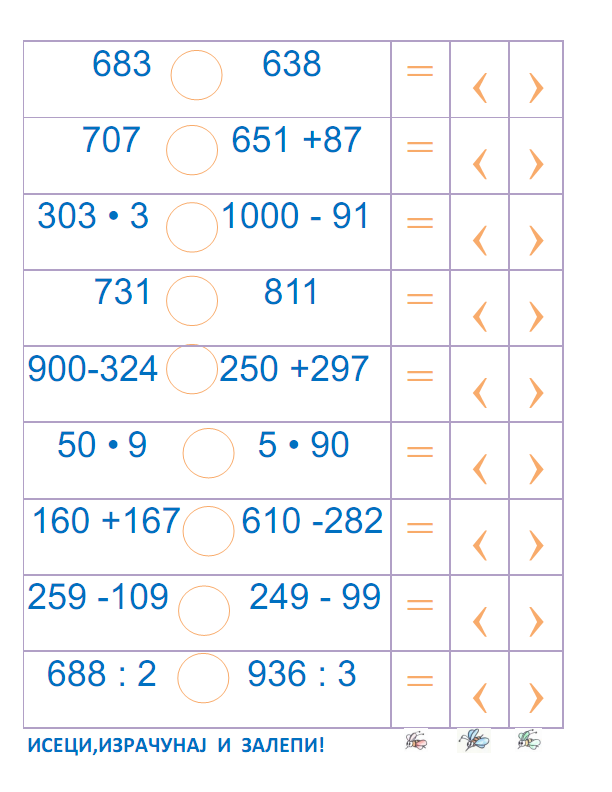 683 638 = < >
707 651 +87 = < >
303 • 3 1000 - 91 = < >
731 811 = < >
900-324 250 +297 = < >
50 • 9 5 • 90 = < >
160 +167 610 -282 = < >
259 -109 249 - 99 = < >
688 : 2 936 : 3 = < >
ИСЕЦИ,ИЗРАЧУНАЈ И ЗАЛЕПИ!